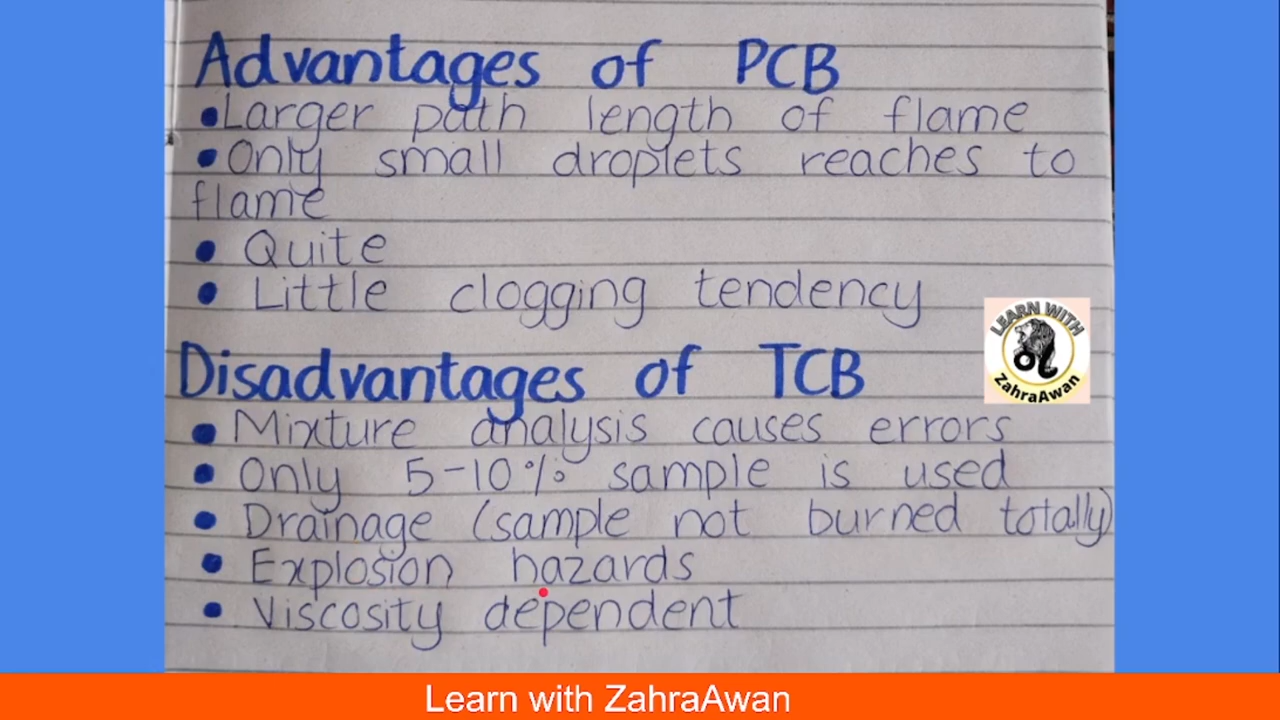 Advantages of PCB
•Larger path length of flame
•Only small droplets reaches to
flame
• Quite
• Little clogging tendency
LEARN WITH
ZahraAwan
Disadvantages of TCB
• Mixture analysis causes errors
• Only 5-10% sample is used
• Drainage (sample not burned totally)
• Explosion hazards
• Viscosity dependent
Learn with ZahraAwan